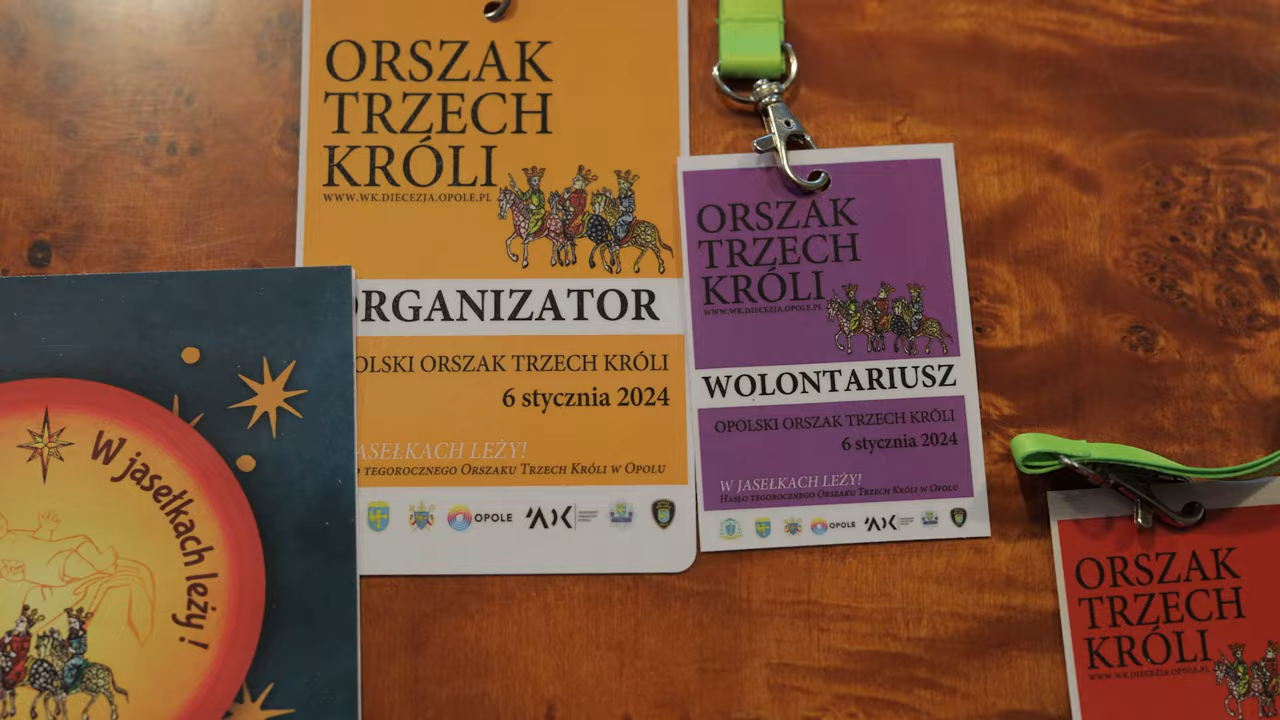 ORSZAK
TRZECH
KRÓLI
WWW.WK.DIECEZJA.OPOLE.PL
ORGANIZATOR
OLSKI ORSZAK TRZECH KRÓLI
6 stycznia 2024
JASEŁKACH LEŻY!
TEGOROCZNEGO ORSZAKU TRZECH KRÓLI W OPOLU
OPOLE
ORSZAK
TRZECH
KRÓLI
WWW.WK.DIECEZJA.OPOLE.PL
WOLONTARIUSZ
OPOLSKI ORSZAK TRZECH KRÓLI
6 stycznia 2024
W JASEŁKACH LEŻY!
HASŁO TEGOROCZNEGO ORSZAKU TRZECH KRÓLI W OPOLU
OPOLE
W jasełkach leży!
ORSZAK
TRZECH
KRÓLI
WWW.WK.DIECEZJA.OPOLE.PL